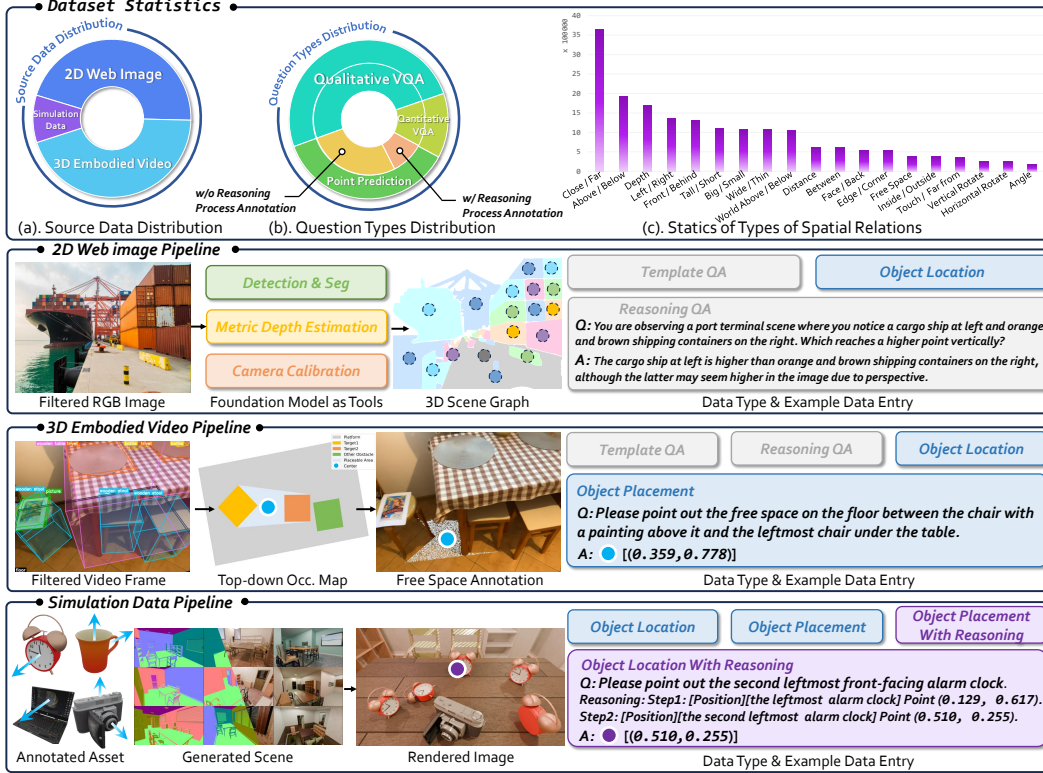 Dataset Statistics
Source Data Distribution
2D Web Image
Simulation
Data
3D Embodied Video
(a). Source Data Distribution
Question Types Distribution
Qualitative VQA
Qantitative
VQA
Point Prediction
w/o Reasoning
Process Annotation
w/ Reasoning
Process Annotation
(b). Question Types Distribution
x 100000
40
35
30
25
20
15
10
5
0
Close / Far
Above / Below
Depth
Left / Right
Front / Behind
Tall / Short
Big / Small
Wide / Thin
World Above / Below
Distance
Between
Face / Back
Edge / Corner
Free Space
Inside / Outside
Touch / Far from
Vertical Rotate
Horizontal Rotate
Angle
(c). Statics of Types of Spatial Relations
2D Web image Pipeline
Filtered RGB Image
Detection & Seg
Metric Depth Estimation
Camera Calibration
Foundation Model as Tools
3D Scene Graph
Template QA
Object Location
Reasoning QA
Q: You are observing a port terminal scene where you notice a cargo ship at left and orange
and brown shipping containers on the right. Which reaches a higher point vertically?
A: The cargo ship at left is higher than orange and brown shipping containers on the right,
although the latter may seem higher in the image due to perspective.
Data Type & Example Data Entry
3D Embodied Video Pipeline
picture
floor
Filtered Video Frame
Platform
Target1
Target2
Other Obstacle
Placeable Area
Center
Top-down Occ. Map
Free Space Annotation
Template QA
Reasoning QA
Object Location
Object Placement
Q: Please point out the free space on the floor between the chair with
a painting above it and the leftmost chair under the table.
A: [(0.359,0.778)]
Data Type & Example Data Entry
Simulation Data Pipeline
Annotated Asset
Generated Scene
Rendered Image
Object Location
Object Placement
Object Placement
With Reasoning
Object Location With Reasoning
Q: Please point out the second leftmost front-facing alarm clock.
Reasoning: Step1: [Position][the leftmost alarm clock] Point (0.129, 0.617).
Step2: [Position][the second leftmost alarm clock] Point (0.510, 0.255).
A: [(0.510,0.255)]
Data Type & Example Data Entry